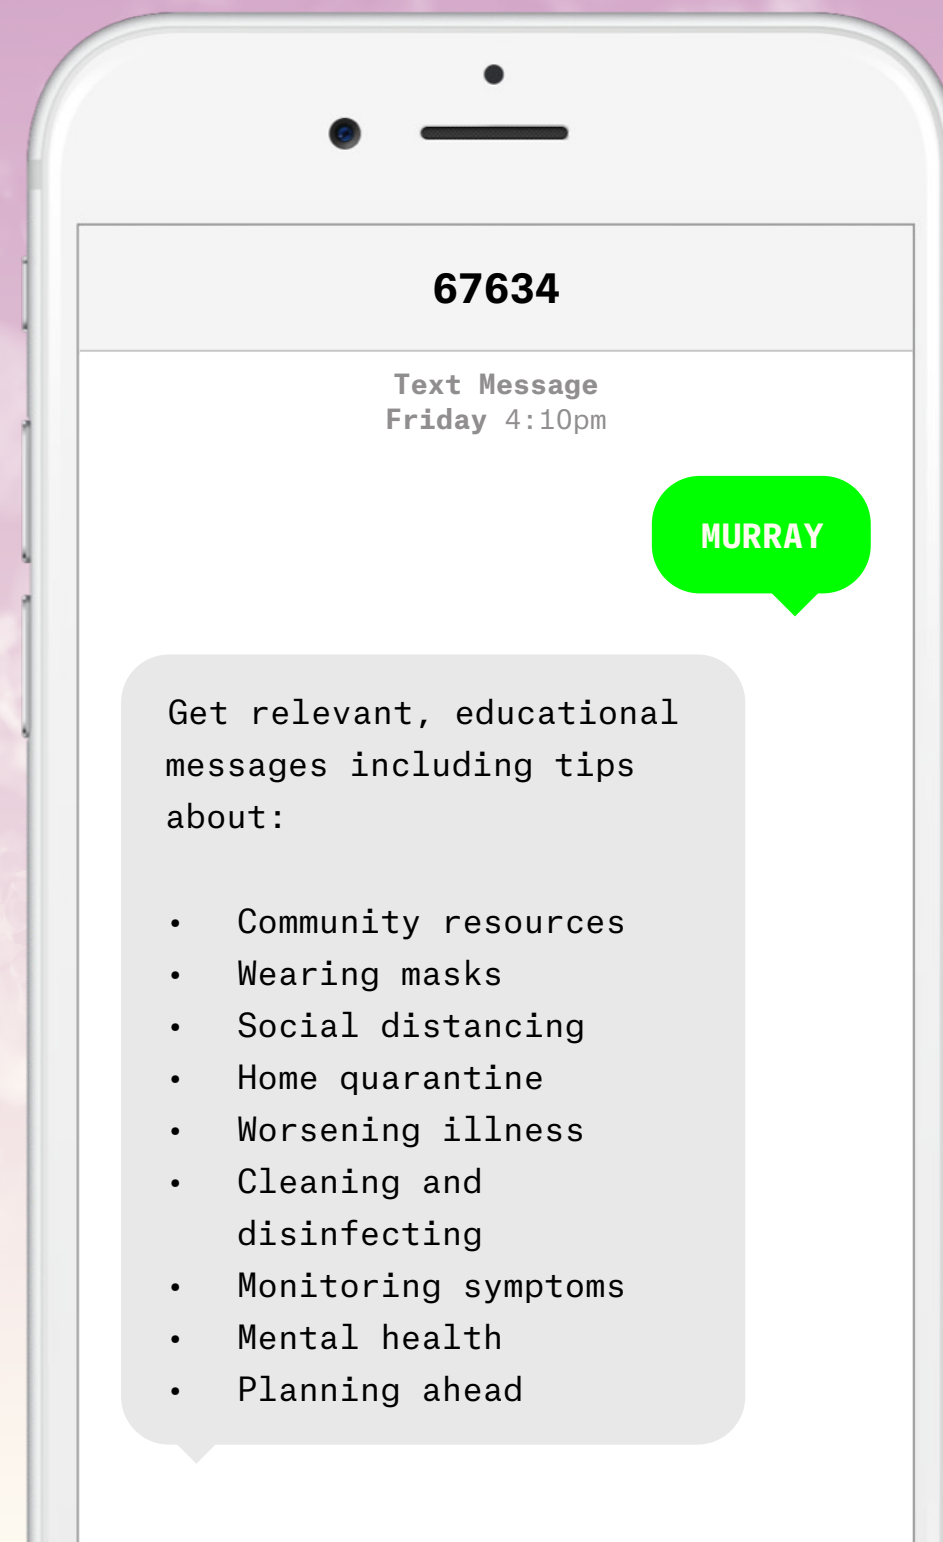 67634
Text Message
Friday 4:10pm
MURRAY
Get relevant, educational
messages including tips
about:
• Community resources
• Wearing masks
• Social distancing
• Home quarantine
• Worsening illness
• Cleaning and
disinfecting
• Monitoring symptoms
• Mental health
• Planning ahead